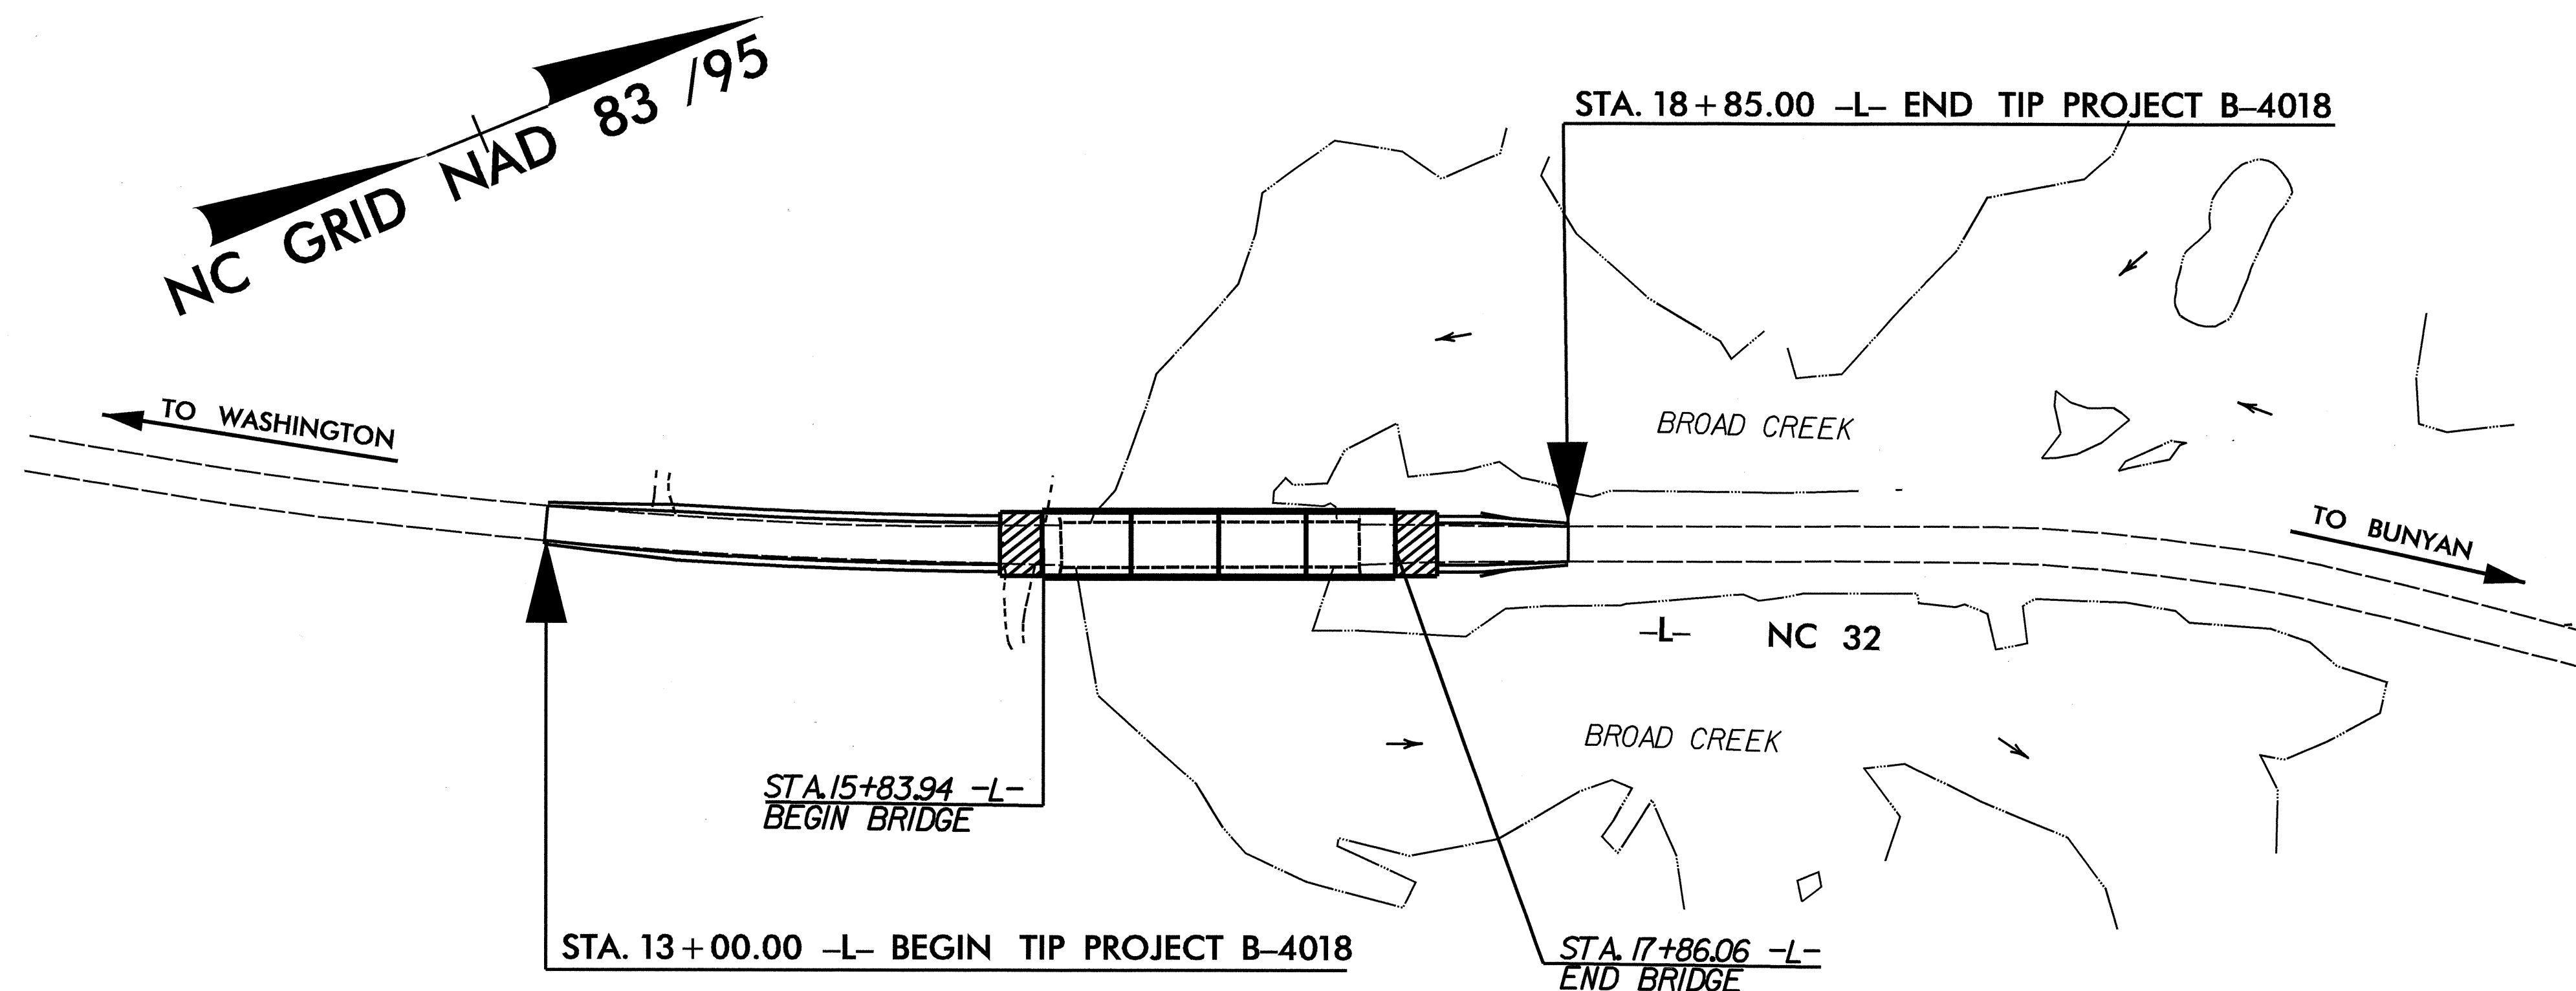 NC GRID NAD 83 /95
STA. 18+85.00 -L- END TIP PROJECT B-4018
TO WASHINGTON
BROAD CREEK
TO BUNYAN
-L- NC 32
BROAD CREEK
STA.15+83.94 -L-
BEGIN BRIDGE
STA. 13+00.00 -L- BEGIN TIP PROJECT B-4018
STA. 17+86.06 -L-
END BRIDGE